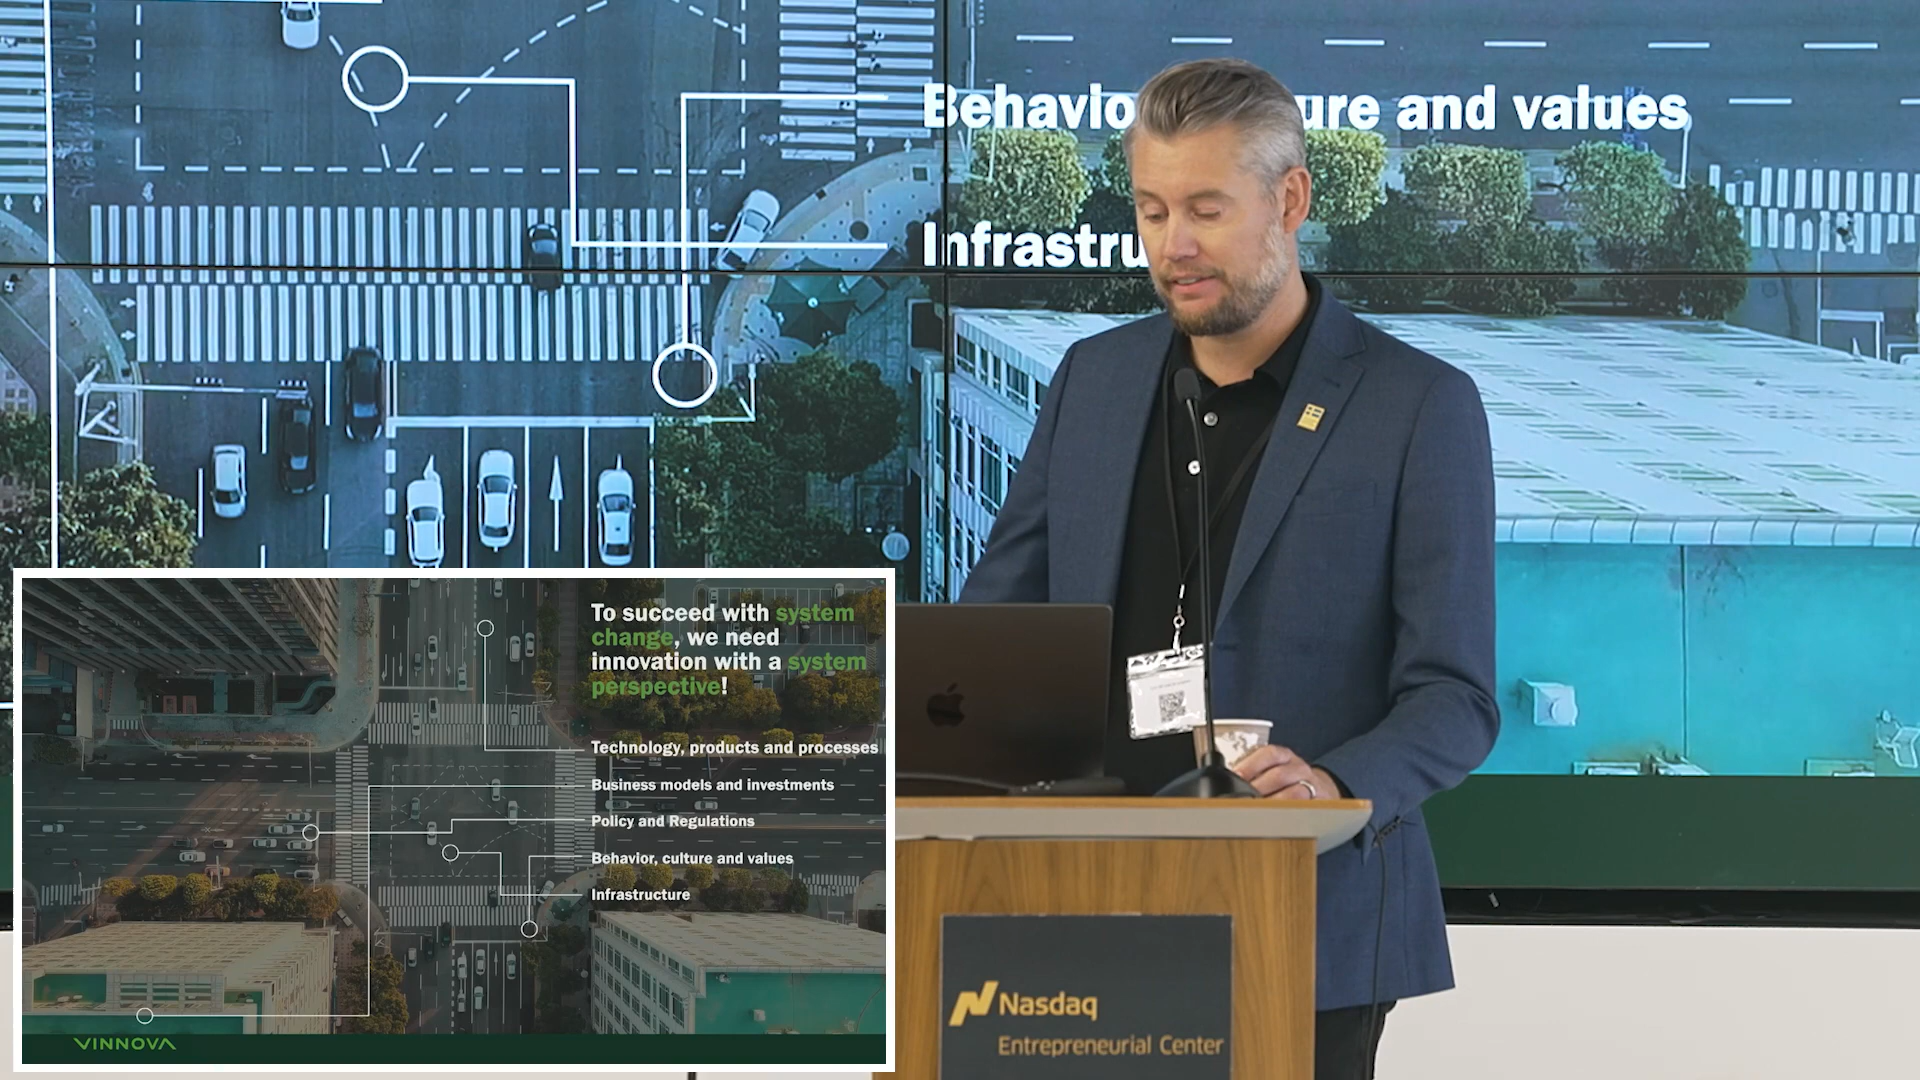 Behavio ure and values
Infrastru
To succeed with system
change, we need
innovation with a system
perspective!
Technology, products and processes
Business models and investments
Policy and Regulations
Behavior, culture and values
Infrastructure
VINNOVA
Nasdaq
Entrepreneurial Center